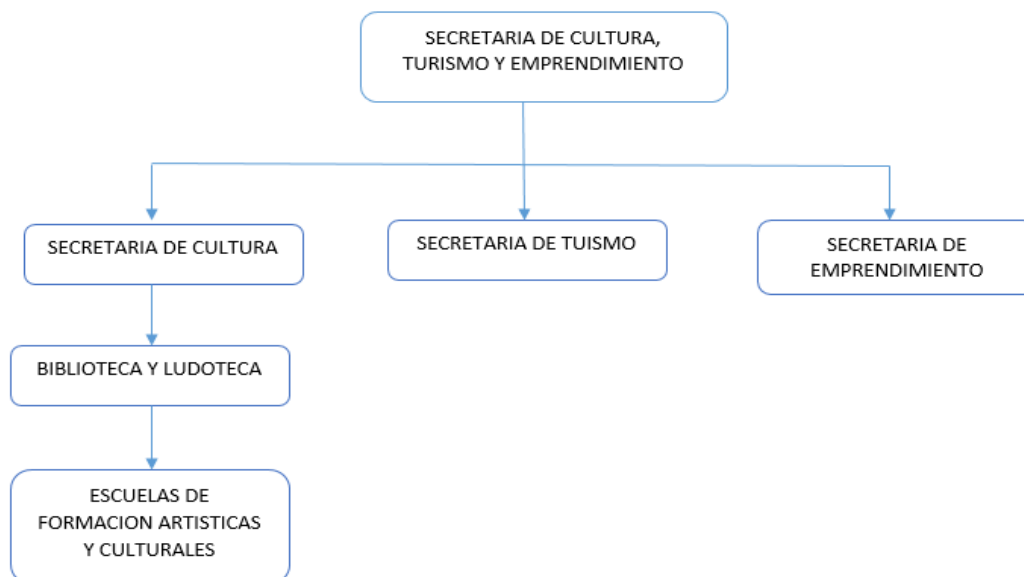 SECRETARIA DE CULTURA,
TURISMO Y EMPRENDIMIENTO
SECRETARIA DE CULTURA
SECRETARIA DE TUISMO
SECRETARIA DE
EMPRENDIMIENTO
BIBLIOTECA Y LUDOTECA
ESCUELAS DE
FORMACION ARTISTICAS
Y CULTURALES